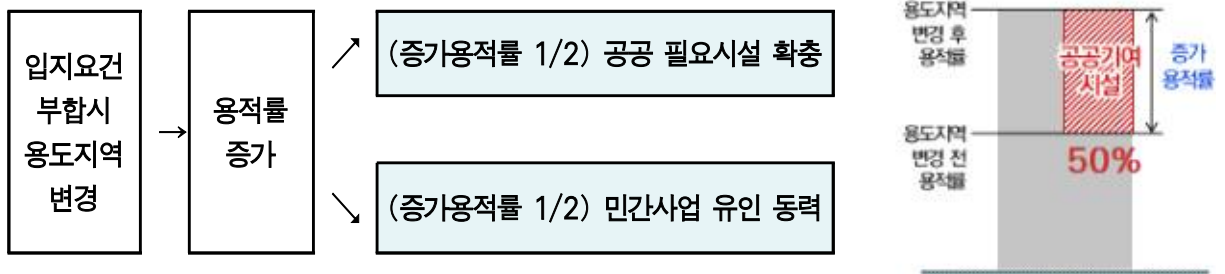 입지요건
부합시
용도지역
변경
→
용적률
증가
↗
(증가용적률 1/2) 공공 필요시설 확충
↘
(증가용적률 1/2) 민간사업 유인 동력
용도지역
변경 후
용적률
공공기여
시설
증가
용적률
용도지역
변경 전
용적률
50%